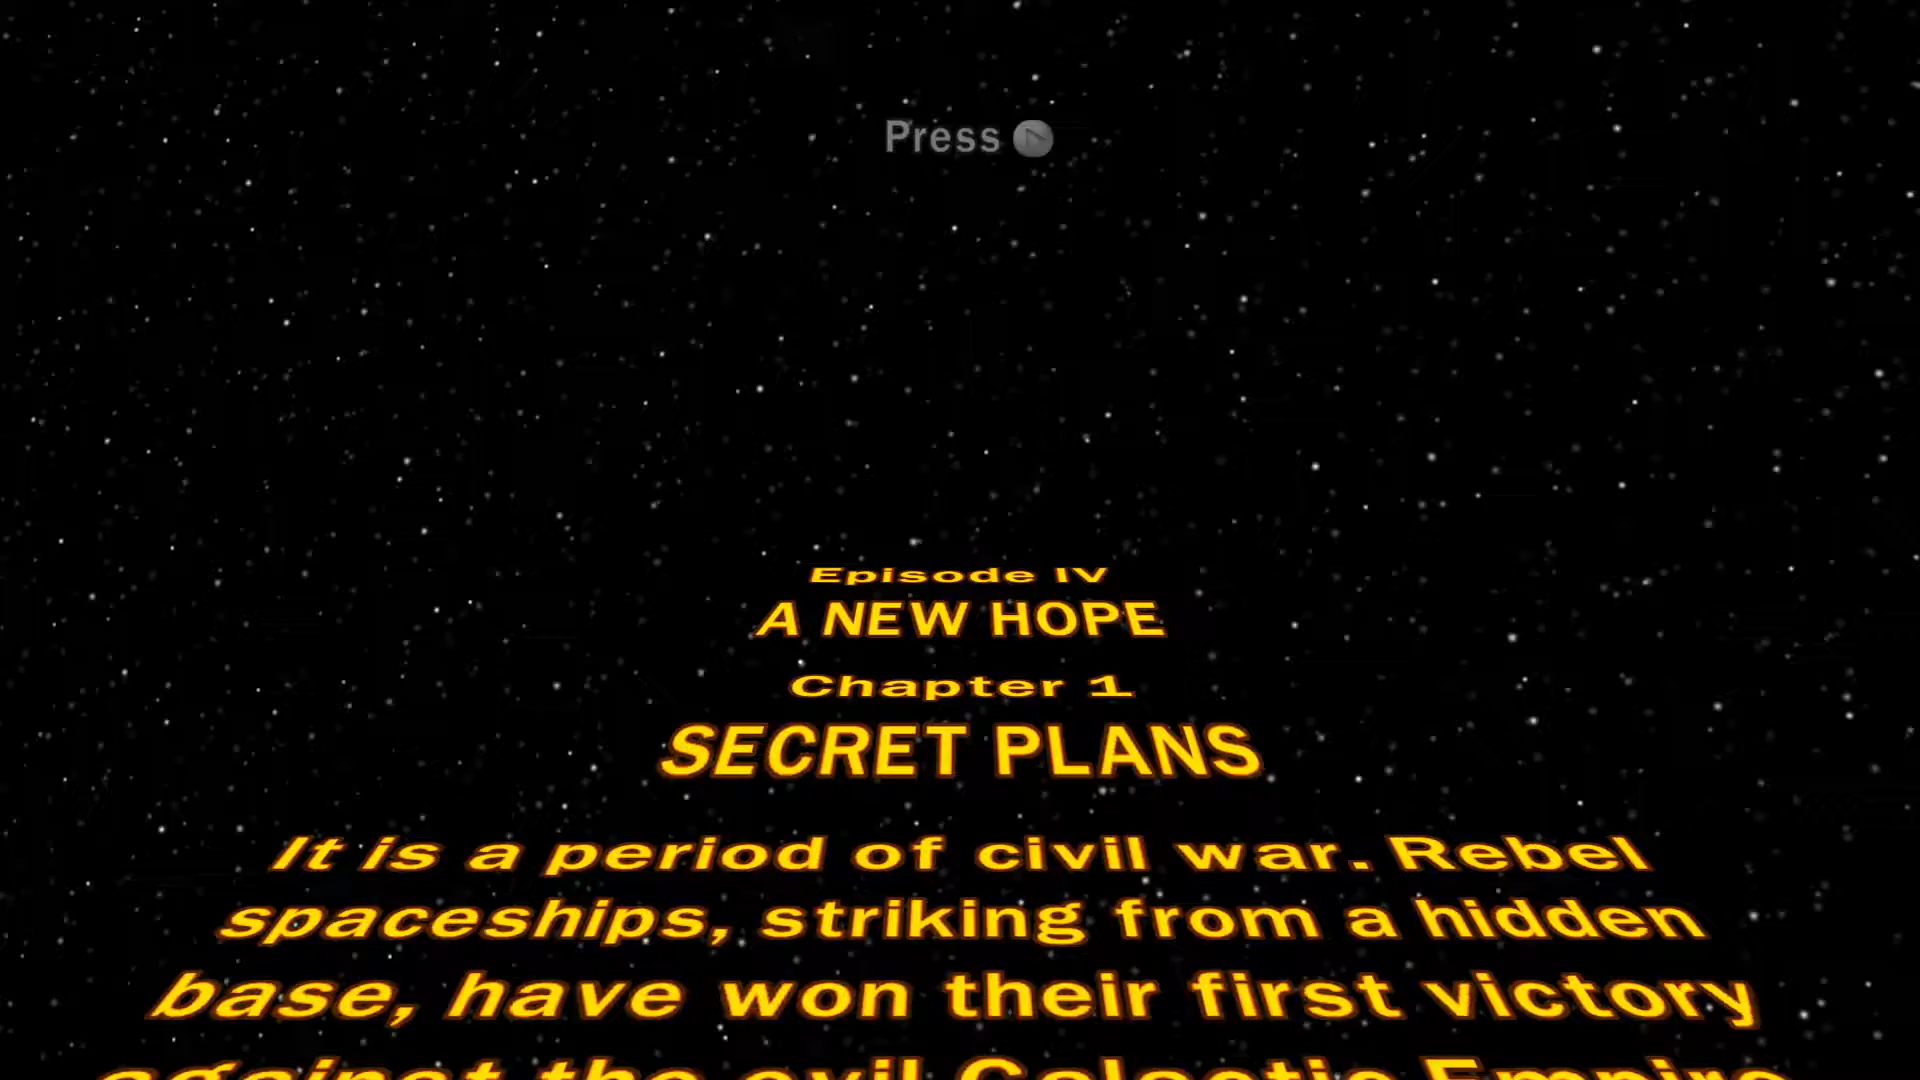 Press
Episode IV
A NEW HOPE
Chapter 1
SECRET PLANS
It is a period of civil war. Rebel
spaceships, striking from a hidden
base, have won their first victory
against the evil Galactic Empire